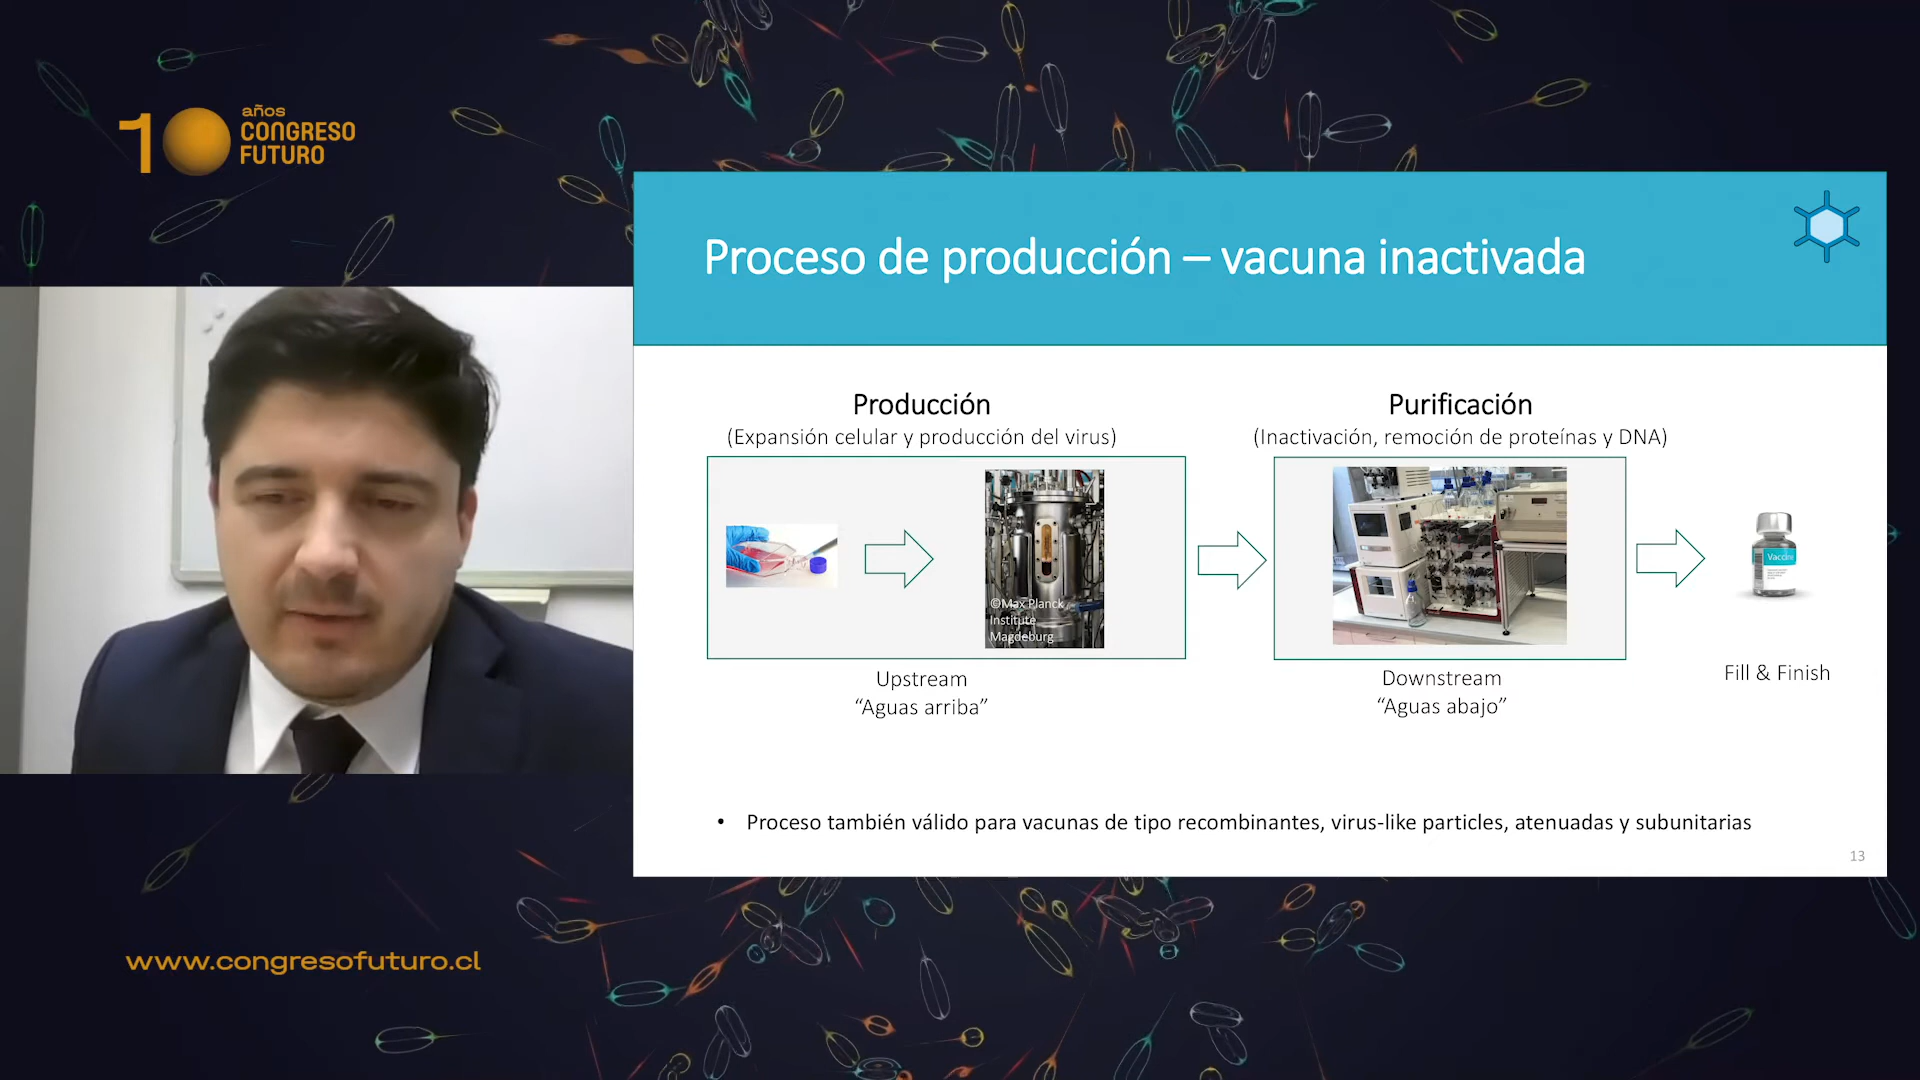 10 años
CONGRESO
FUTURO
Proceso de producción – vacuna inactivada
Producción
(Expansión celular y producción del virus)
©Max Planck
Institute
Magdeburg
Upstream
“Aguas arriba”
Purificación
(Inactivación, remoción de proteínas y DNA)
Downstream
“Aguas abajo”
Vaccine
Fill & Finish
• Proceso también válido para vacunas de tipo recombinantes, virus-like particles, atenuadas y subunitarias
13
www.congresofuturo.cl